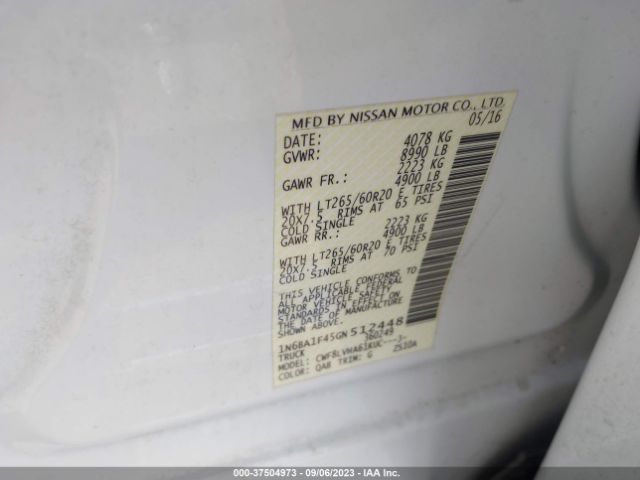 MFD BY NISSAN MOTOR CO., LTD.
DATE: 05/16
GVWR: 4078 KG
8990 LB
GAWR FR.: 2223 KG
4900 LB
WITH LT265/60R20 E TIRES
20X7.5 RIMS AT 65 PSI
COLD SINGLE
GAWR RR.: 2223 KG
4900 LB
WITH LT265/60R20 E TIRES
20X7.5 RIMS AT 70 PSI
COLD SINGLE
THIS VEHICLE CONFORMS TO
ALL APPLICABLE FEDERAL
MOTOR VEHICLE SAFETY
STANDARDS IN EFFECT ON
THE DATE OF MANUFACTURE
SHOWN ABOVE.
1N6BA1F45GN512448
TRUCK 360249
MODEL: CWF8LVHA61KUC---J-
COLOR: QAB TRIM: G
000-37504973 - 09/06/2023 - IAA Inc.